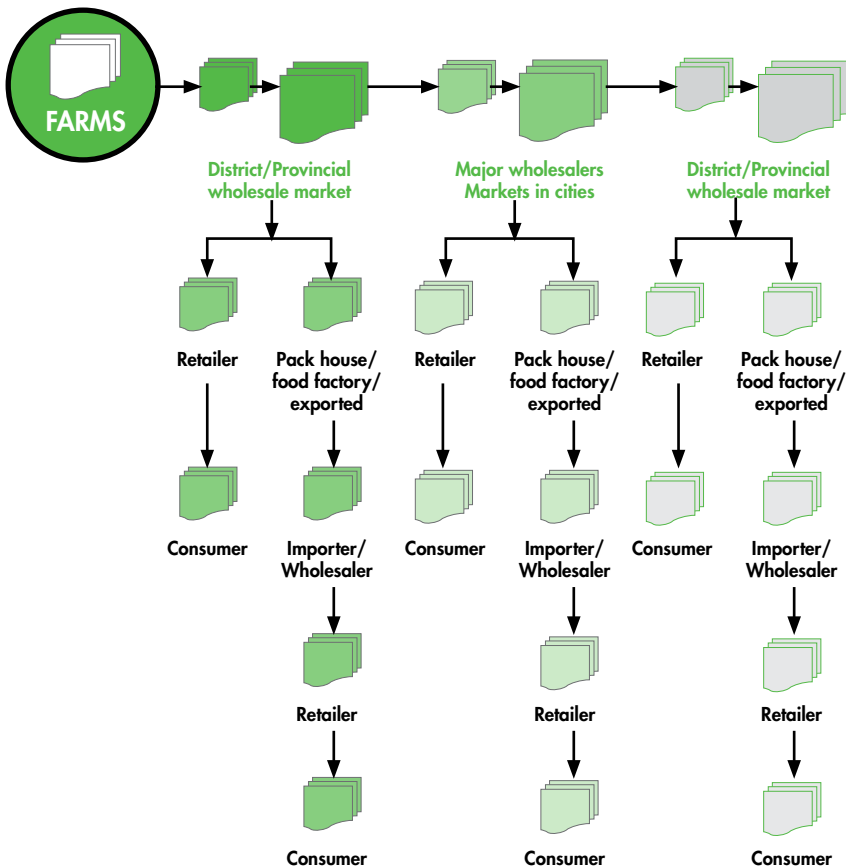 FARMS
District/Provincial
wholesale market
Major wholesalers
Markets in cities
District/Provincial
wholesale market
Retailer
Pack house/
food factory/
exported
Retailer
Pack house/
food factory/
exported
Retailer
Pack house/
food factory/
exported
Consumer
Importer/
Wholesaler
Consumer
Importer/
Wholesaler
Consumer
Importer/
Wholesaler
Retailer
Retailer
Retailer
Consumer
Consumer
Consumer